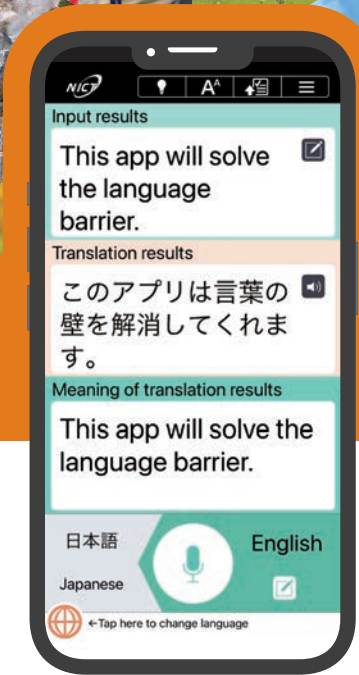 NICT
A^A
Input results
This app will solve
the language
barrier.
Translation results
このアプリは言葉の
壁を解消してくれま
す。
Meaning of translation results
This app will solve the
language barrier.
日本語
English
Japanese
←Tap here to change language